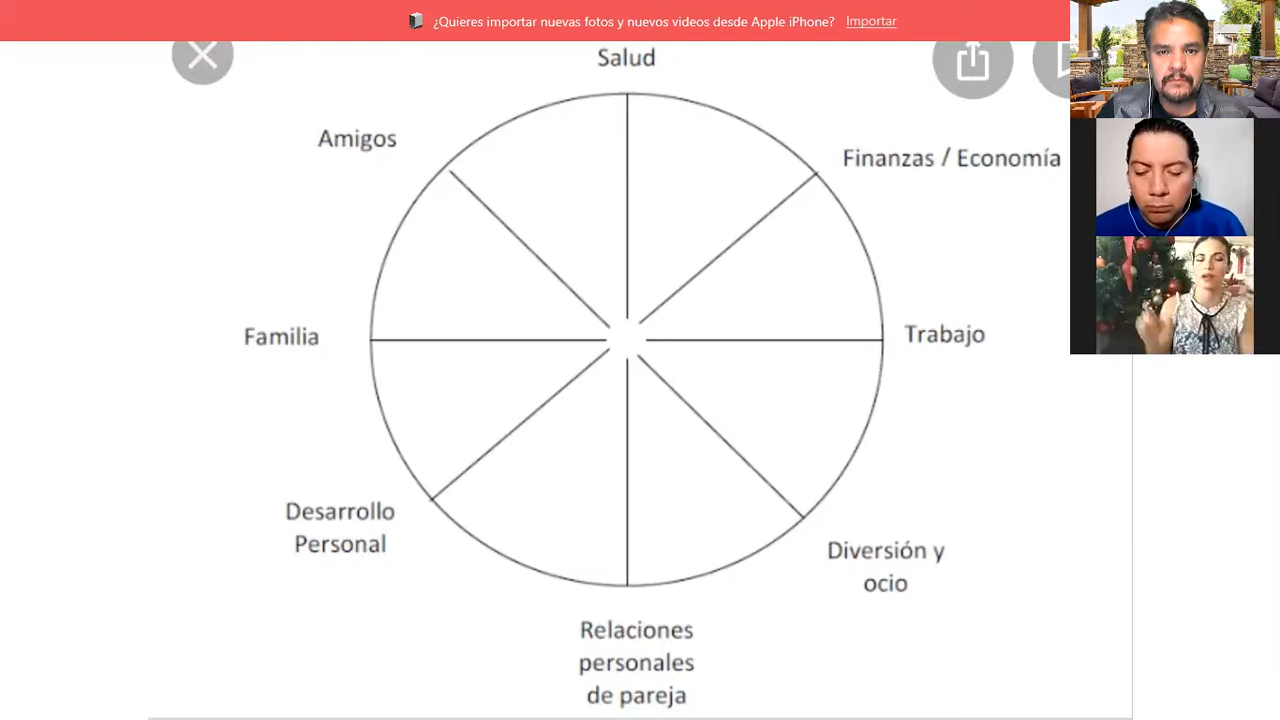 ¿Quieres importar nuevas fotos y nuevos videos desde Apple iPhone? Importar
Salud
Amigos
Finanzas / Economía
Familia
Trabajo
Desarrollo
Personal
Diversión y
ocio
Relaciones
personales
de pareja